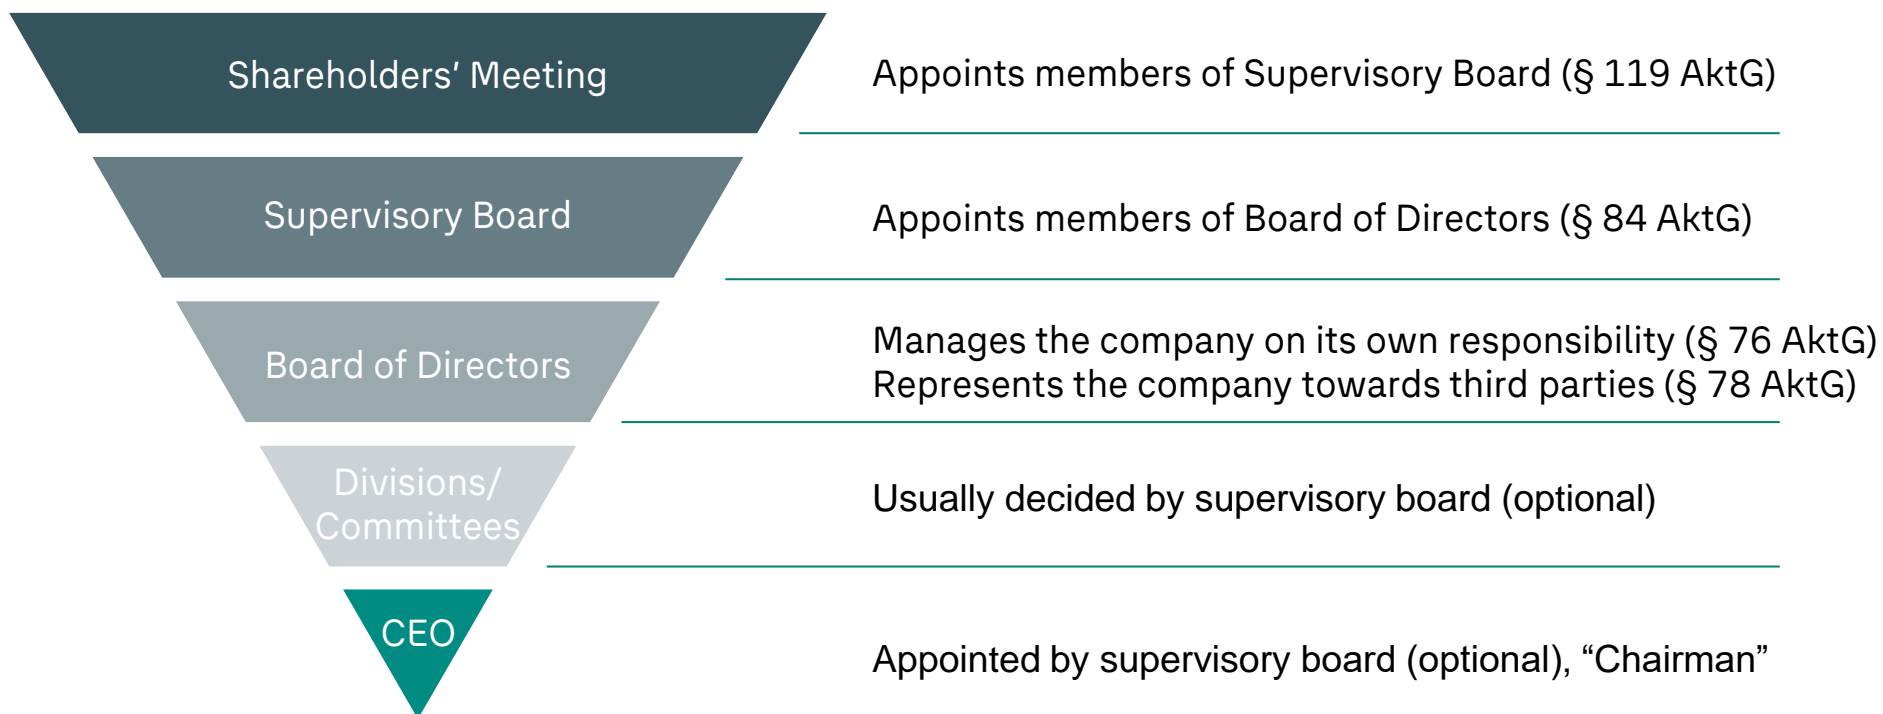 Shareholders’ Meeting
Appoints members of Supervisory Board (§ 119 AktG)
Supervisory Board
Appoints members of Board of Directors (§ 84 AktG)
Board of Directors
Manages the company on its own responsibility (§ 76 AktG)
Represents the company towards third parties (§ 78 AktG)
Divisions/
Committees
Usually decided by supervisory board (optional)
CEO
Appointed by supervisory board (optional), “Chairman”